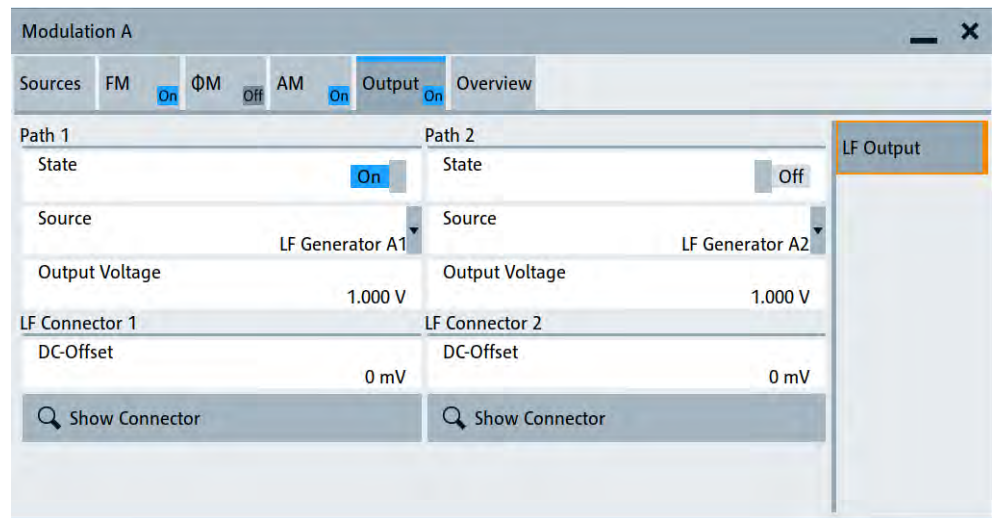 Modulation A
Sources FM On ΦM Off AM On Output On Overview
Path 1
State
On
Source
LF Generator A1
Output Voltage
1.000 V
LF Connector 1
DC-Offset
0 mV
Show Connector
Path 2
State
Off
Source
LF Generator A2
Output Voltage
1.000 V
LF Connector 2
DC-Offset
0 mV
Show Connector
LF Output